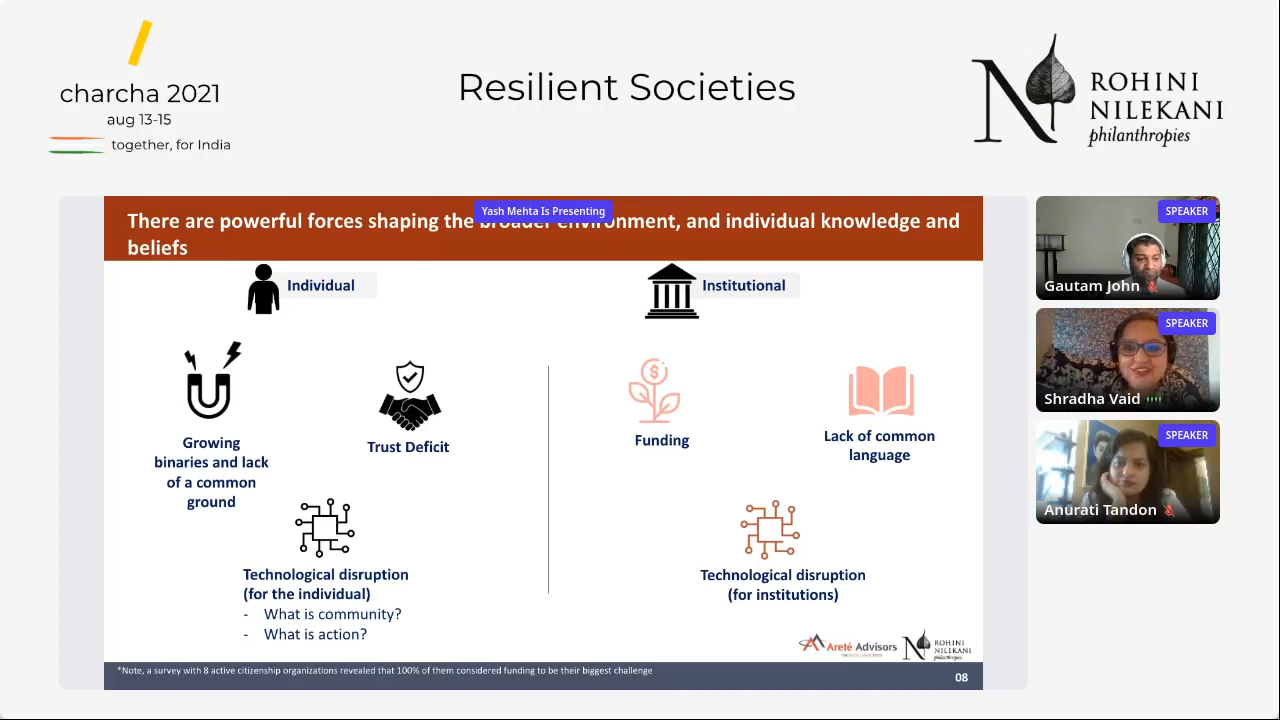 charcha 2021
aug 13-15
together, for India
Resilient Societies
ROHINI
NILEKANI
philanthropies
There are powerful forces shaping the broader environment, and individual knowledge and
beliefs
Yash Mehta Is Presenting
Individual
Institutional
Growing
binaries and lack
of a common
ground
Trust Deficit
Funding
Lack of common
language
Technological disruption
(for the individual)
- What is community?
- What is action?
Technological disruption
(for institutions)
Areté Advisors
ROHINI
NILEKANI
philanthropies
*Note, a survey with 8 active citizenship organizations revealed that 100% of them considered funding to be their biggest challenge
08
SPEAKER
Gautam John
SPEAKER
Shradha Vaid
SPEAKER
Anurati Tandon